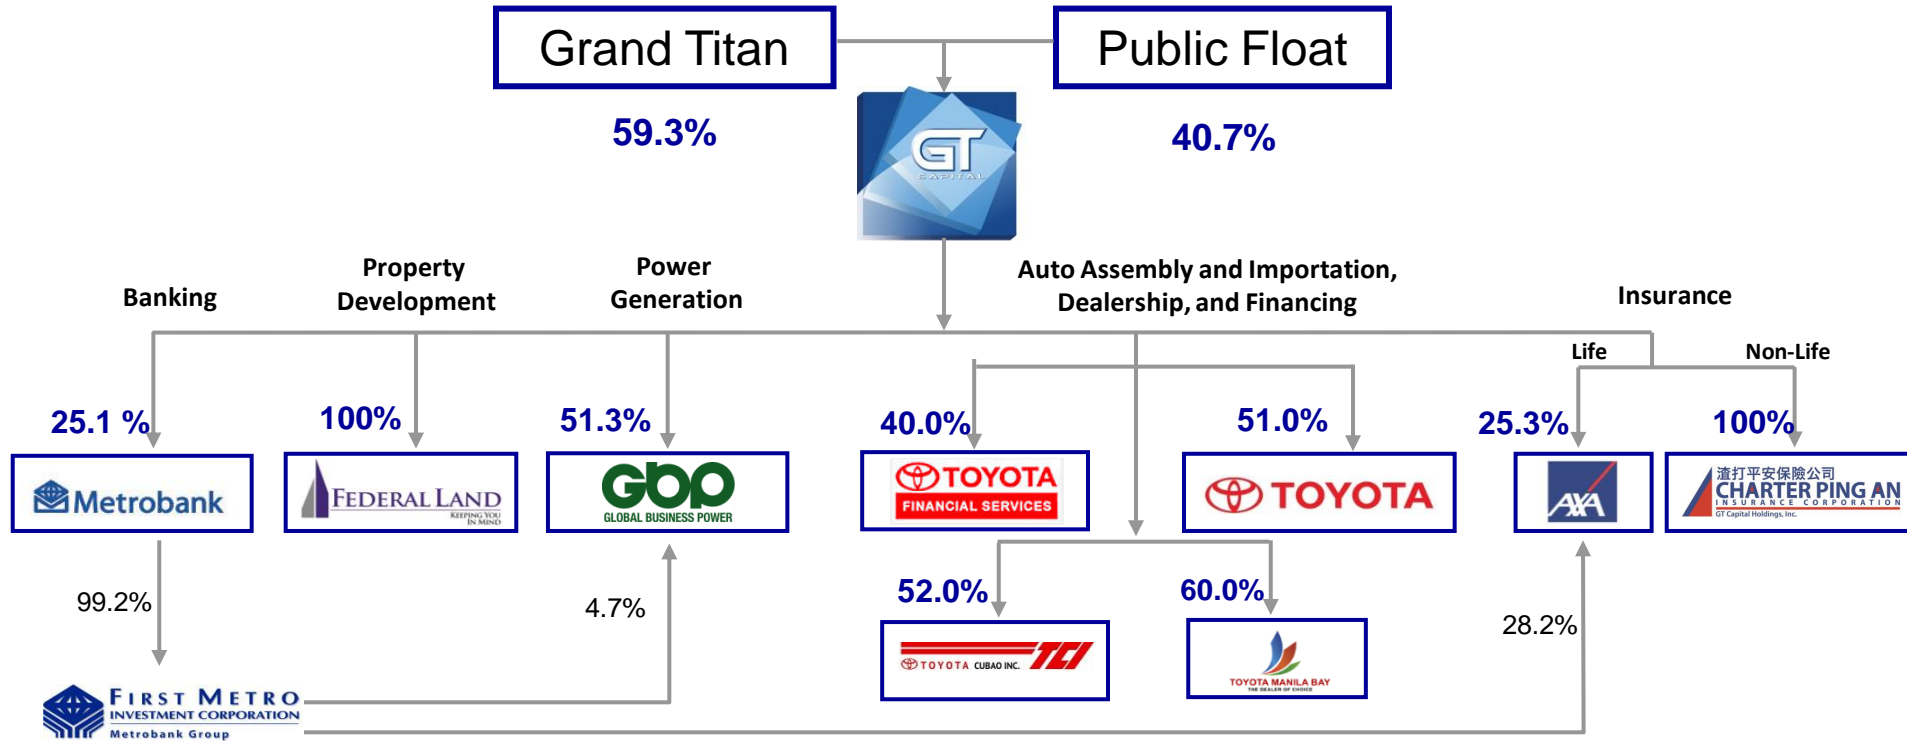 Grand Titan
Public Float
59.3%
40.7%
GT
CAPITAL
Banking
Property
Development
Power
Generation
Auto Assembly and Importation,
Dealership, and Financing
Insurance
Life
Non-Life
25.1 %
100%
51.3%
40.0%
51.0%
25.3%
100%
Metrobank
FEDERAL LAND
KEEPING YOU
IN MIND
Gbp
GLOBAL BUSINESS POWER
TOYOTA
FINANCIAL SERVICES
TOYOTA
AXA
渣打平安保險公司
CHARTER PING AN
INSURANCE CORPORATION
GT Capital Holdings, Inc.
99.2%
4.7%
52.0%
60.0%
28.2%
TOYOTA CUBAO INC. TCI
TOYOTA MANILA BAY
THE DEALER OF CHOICE
FIRST METRO
INVESTMENT CORPORATION
Metrobank Group